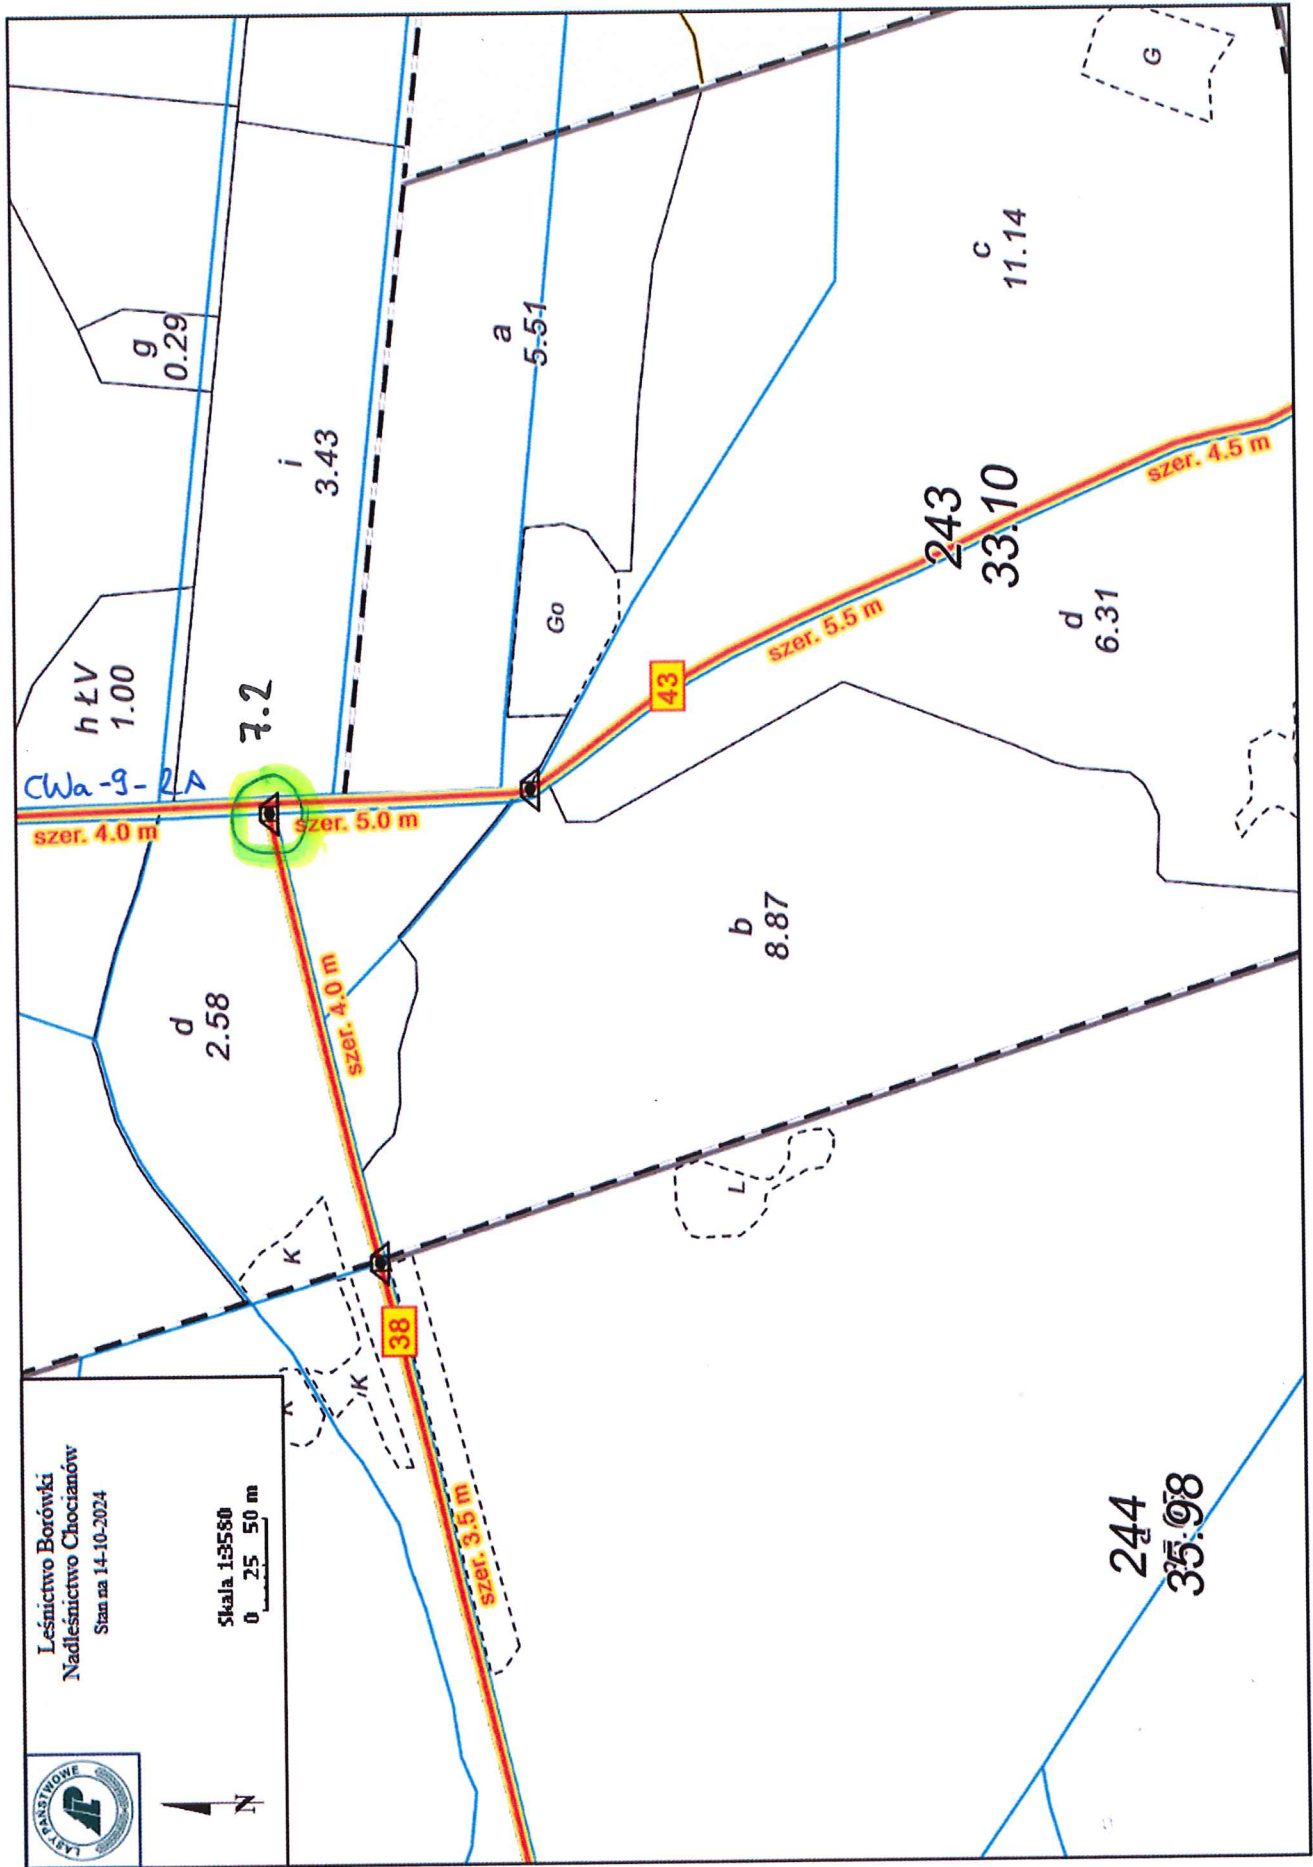 LASY PAŃSTWOWE
Leśnictwo Borówki
Nadleśnictwo Chocianów
Stan na 14-10-2024
Skala 1:3580
0 25 50 m
N
K
K
K
38
szer. 3.5 m
d
2.58
szer. 4.0 m
CWa-9-2A
szer. 4.0 m
szer. 5.0 m
7.2
h ŁV
1.00
g
0.29
i
3.43
a
5.51
Go
43
szer. 5.5 m
szer. 4.5 m
243
33.10
c
11.14
G
d
6.31
b
8.87
L
244
35.98